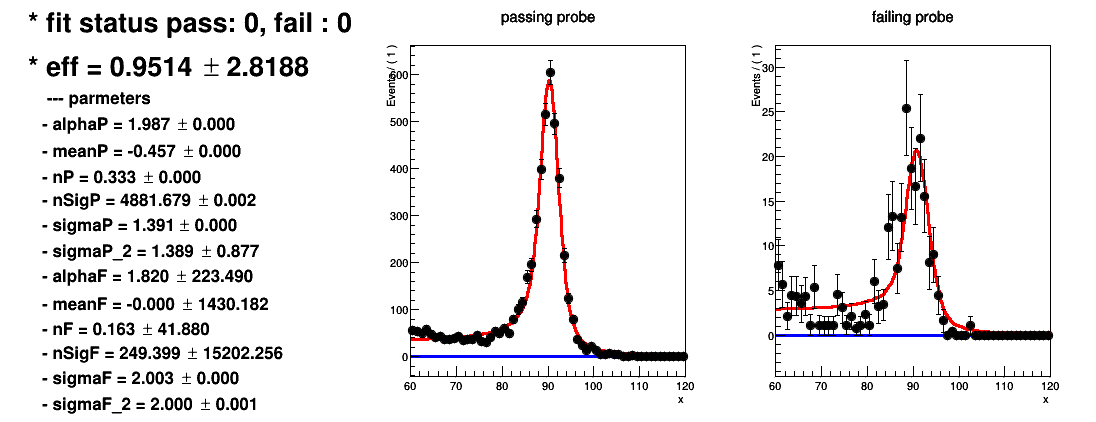 * fit status pass: 0, fail : 0
* eff = 0.9514 ± 2.8188
--- parmeters
- alphaP = 1.987 ± 0.000
- meanP = -0.457 ± 0.000
- nP = 0.333 ± 0.000
- nSigP = 4881.679 ± 0.002
- sigmaP = 1.391 ± 0.000
- sigmaP_2 = 1.389 ± 0.877
- alphaF = 1.820 ± 223.490
- meanF = -0.000 ± 1430.182
- nF = 0.163 ± 41.880
- nSigF = 249.399 ± 15202.256
- sigmaF = 2.003 ± 0.000
- sigmaF_2 = 2.000 ± 0.001
passing probe
Events / ( 1 )
600
500
400
300
200
100
0
60 70 80 90 100 110 120
x
failing probe
Events / ( 1 )
30
25
20
15
10
5
0
60 70 80 90 100 110 120
x